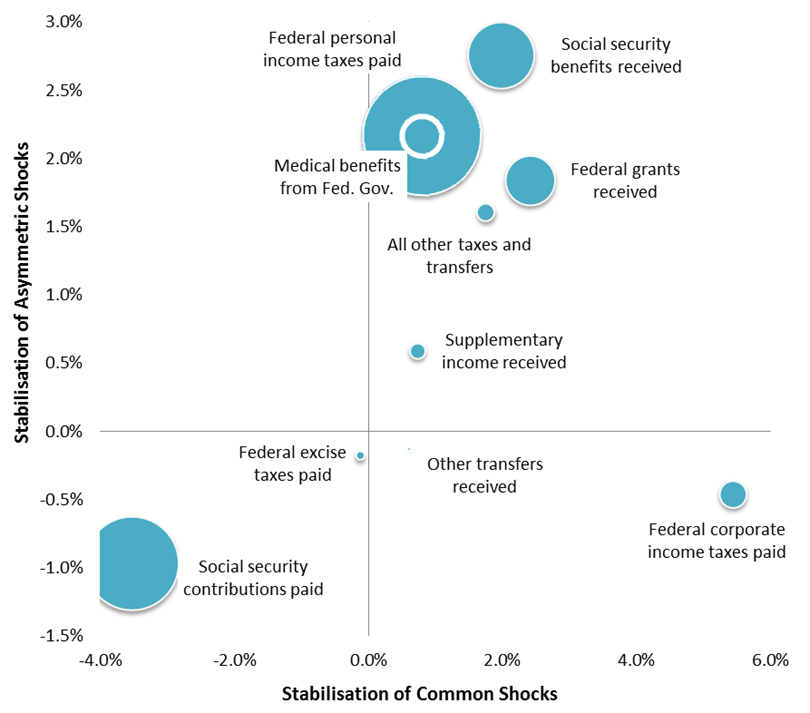 3.0%
2.5%
2.0%
1.5%
1.0%
0.5%
0.0%
-0.5%
-1.0%
-1.5%
Stabilisation of Asymmetric Shocks
Federal personal
income taxes paid
Social security
benefits received
Medical benefits
from Fed. Gov.
Federal grants
received
All other taxes and
transfers
Supplementary
income received
Federal excise
taxes paid
Other transfers
received
Federal corporate
income taxes paid
Social security
contributions paid
-4.0%
-2.0%
0.0%
2.0%
4.0%
6.0%
Stabilisation of Common Shocks